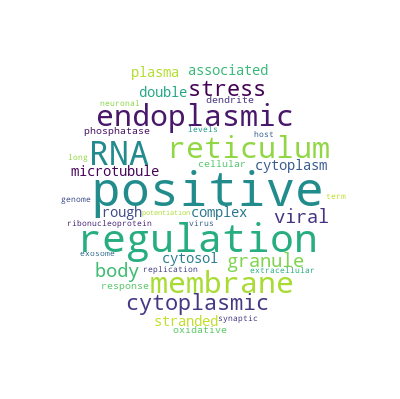 plasma associated
double stress
neuronal dendrite
endoplasmic
phosphatase levels host
RNA reticulum
long cellular cytoplasm
microtubule
positive
genome term
rough potentiation complex viral
ribonucleoprotein virus
regulation
exosome cytosol granule
body replication extracellular
membrane
response
cytoplasmic
stranded synaptic
oxidative